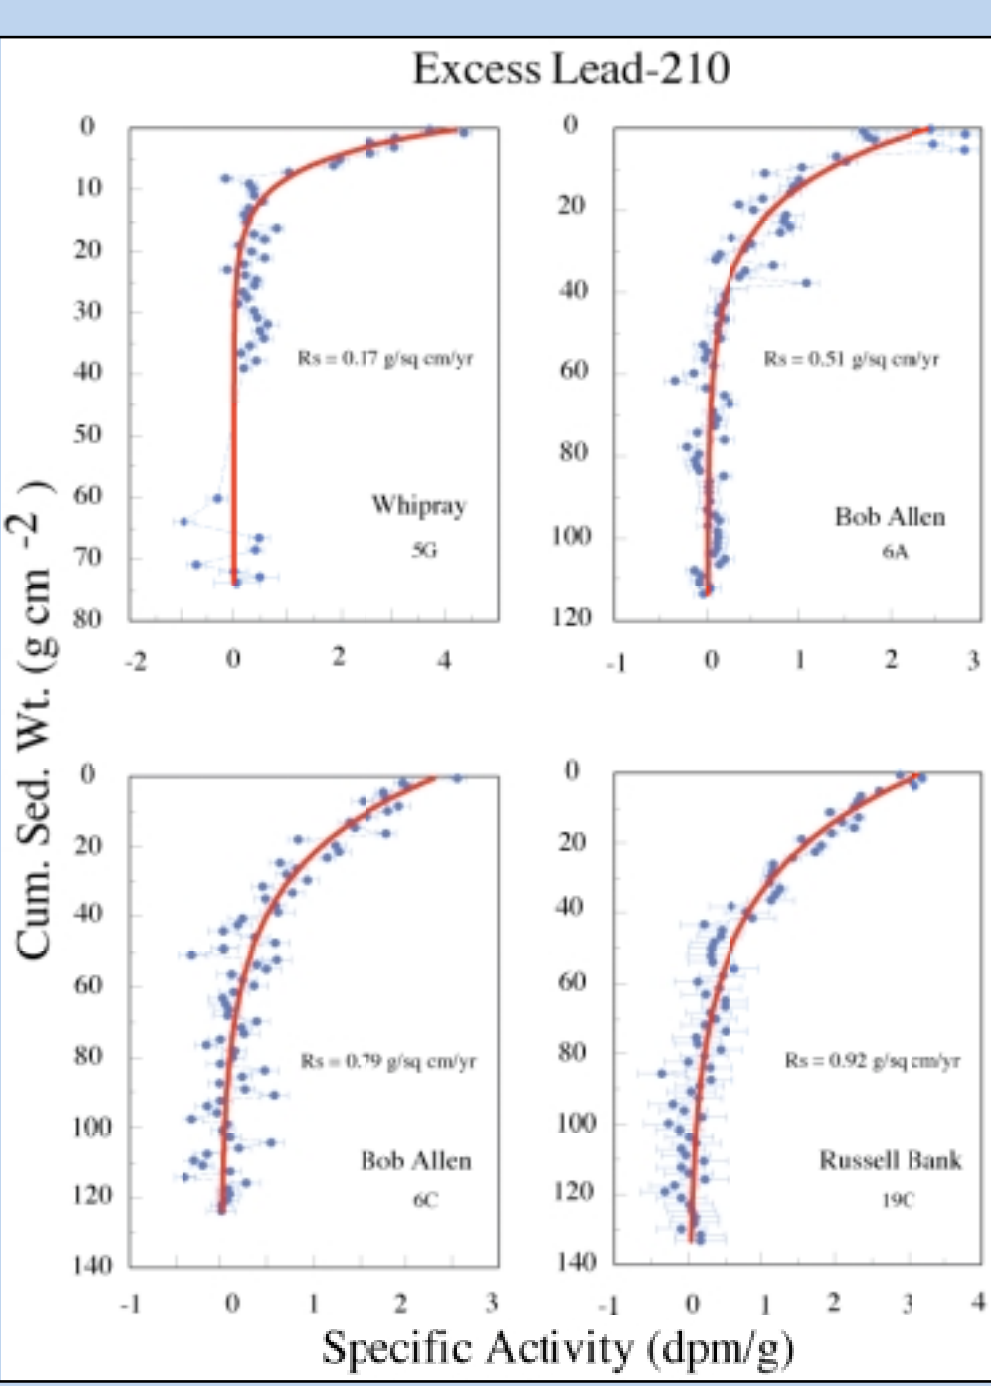 Excess Lead-210
Cum. Sed. Wt. (g cm -2 )
0
10
20
30
40
50
60
70
80
-2 0 2 4
Rs = 0.17 g/sq cm/yr
Whipray
5G
0
20
40
60
80
100
120
-1 0 1 2 3
Rs = 0.51 g/sq cm/yr
Bob Allen
6A
0
20
40
60
80
100
120
140
-1 0 1 2 3
Rs = 0.79 g/sq cm/yr
Bob Allen
6C
0
20
40
60
80
100
120
140
-1 0 1 2 3 4
Rs = 0.92 g/sq cm/yr
Russell Bank
19C
Specific Activity (dpm/g)